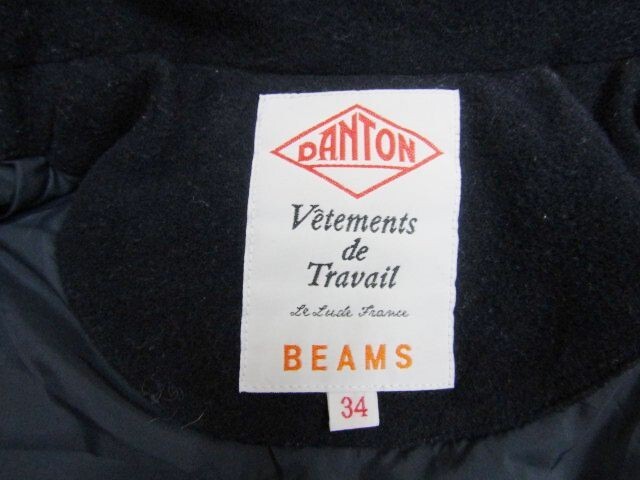 DANTON
Vêtements
de
Travail
Le Lude France
BEAMS
34